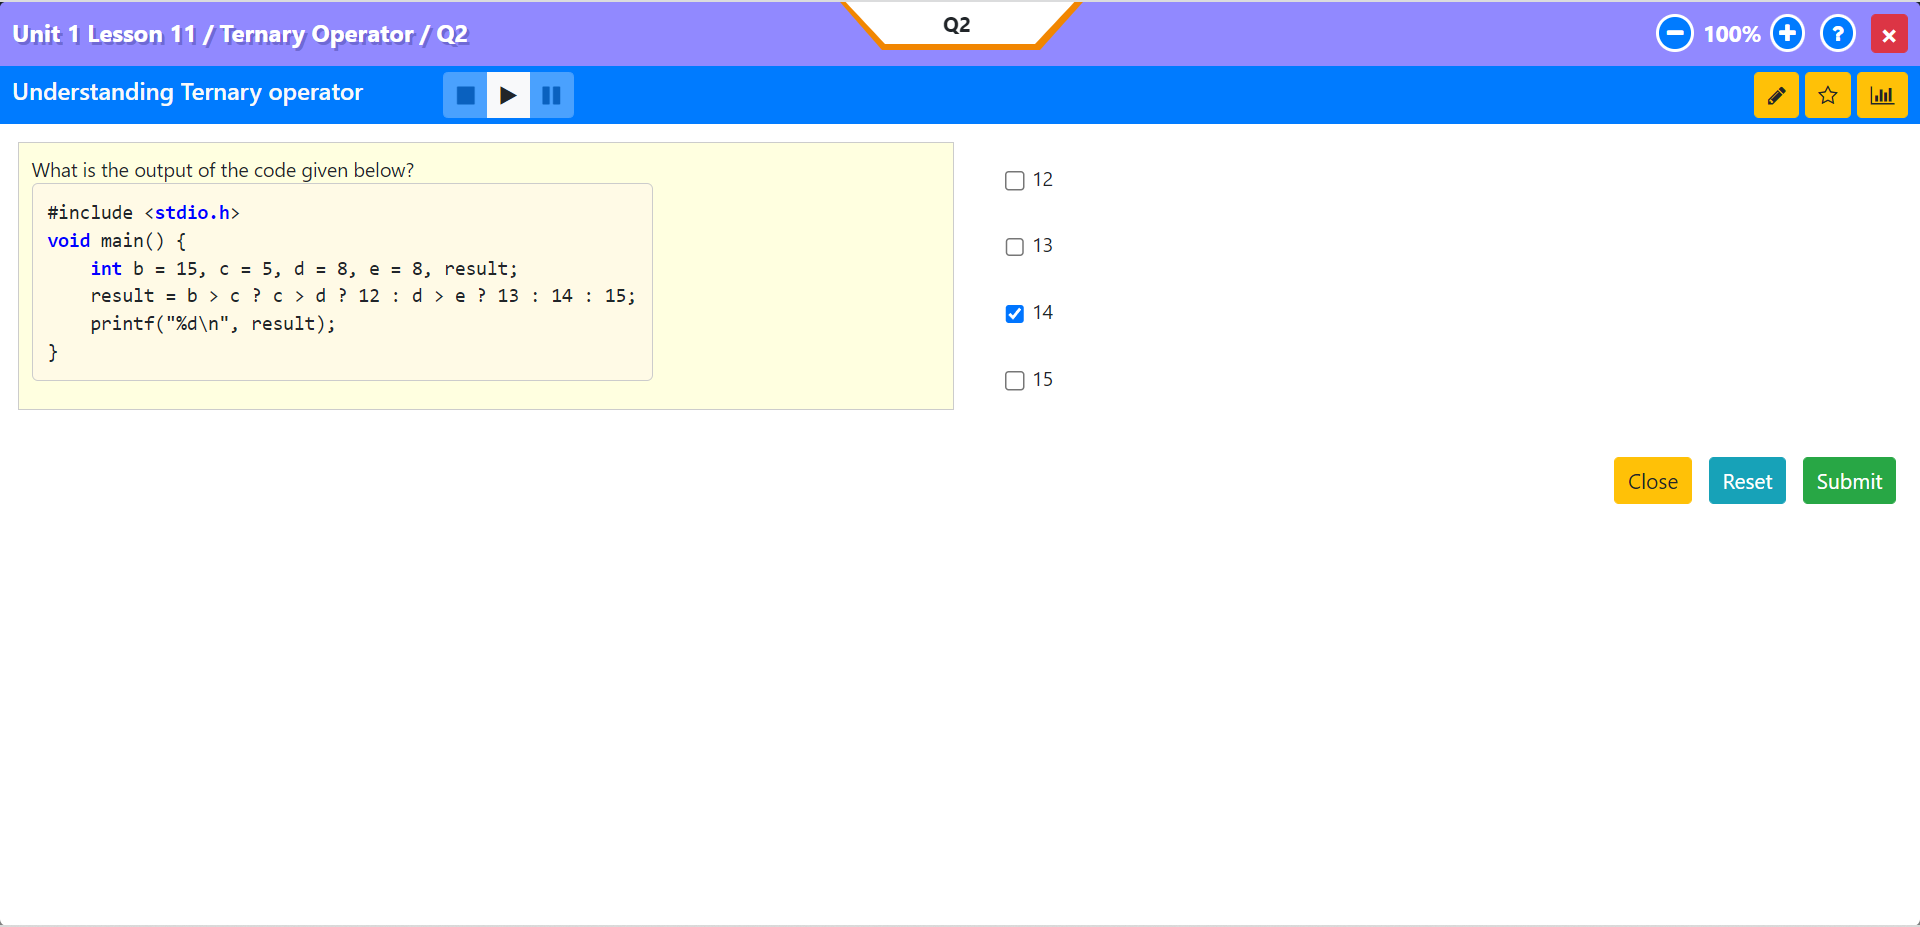 Unit 1 Lesson 11 / Ternary Operator / Q2
Q2
100%
?
×
Understanding Ternary operator
What is the output of the code given below?
#include <stdio.h>
void main() {
    int b = 15, c = 5, d = 8, e = 8, result;
    result = b > c ? c > d ? 12 : d > e ? 13 : 14 : 15;
    printf("%d\n", result);
}
12
13
14
15
Close
Reset
Submit